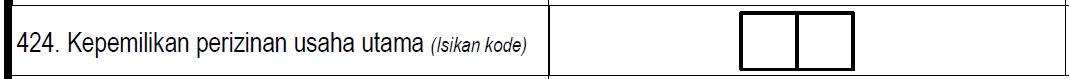 424. Kepemilikan perizinan usaha utama (Isikan kode)